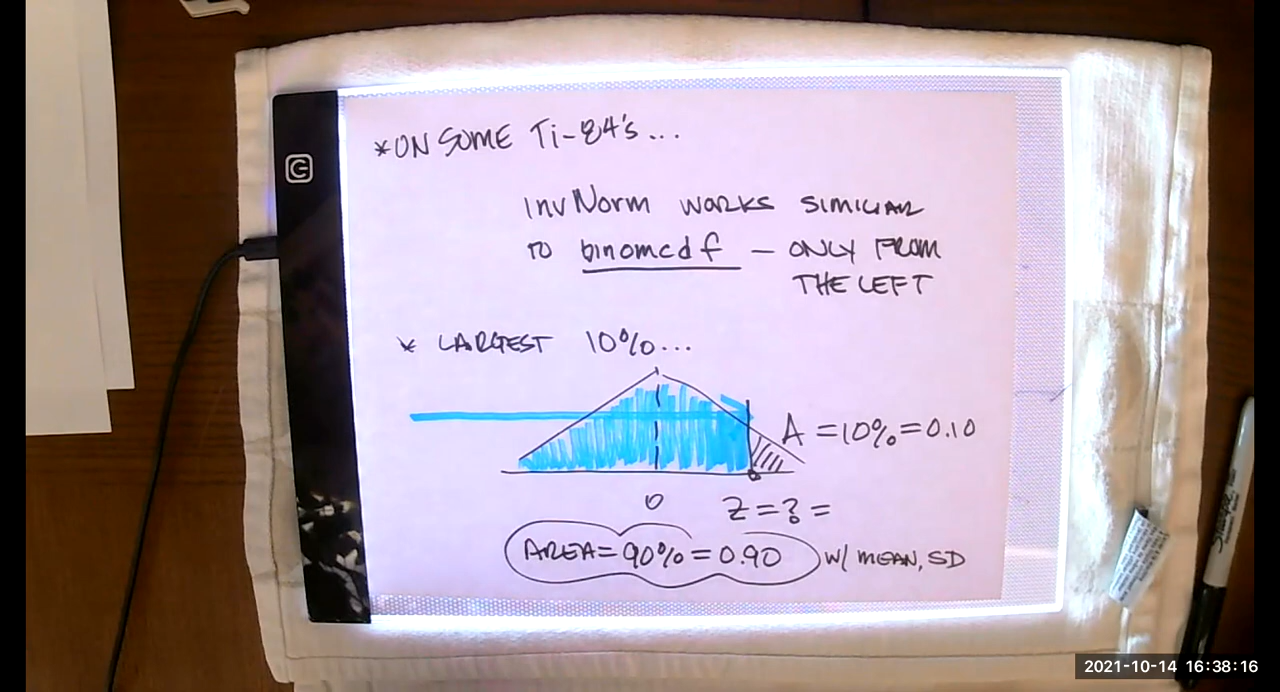 *ON SOME Ti-84's...
InvNorm WORKS SIMILIAR
TO binomcdf – ONLY FROM
THE LEFT
* LARGEST 10%...
A =10%=0.10
0 Z=?=
AREA=90%=0.90 W/ MEAN, SD
Sharpie
2021-10-14 16:38:16